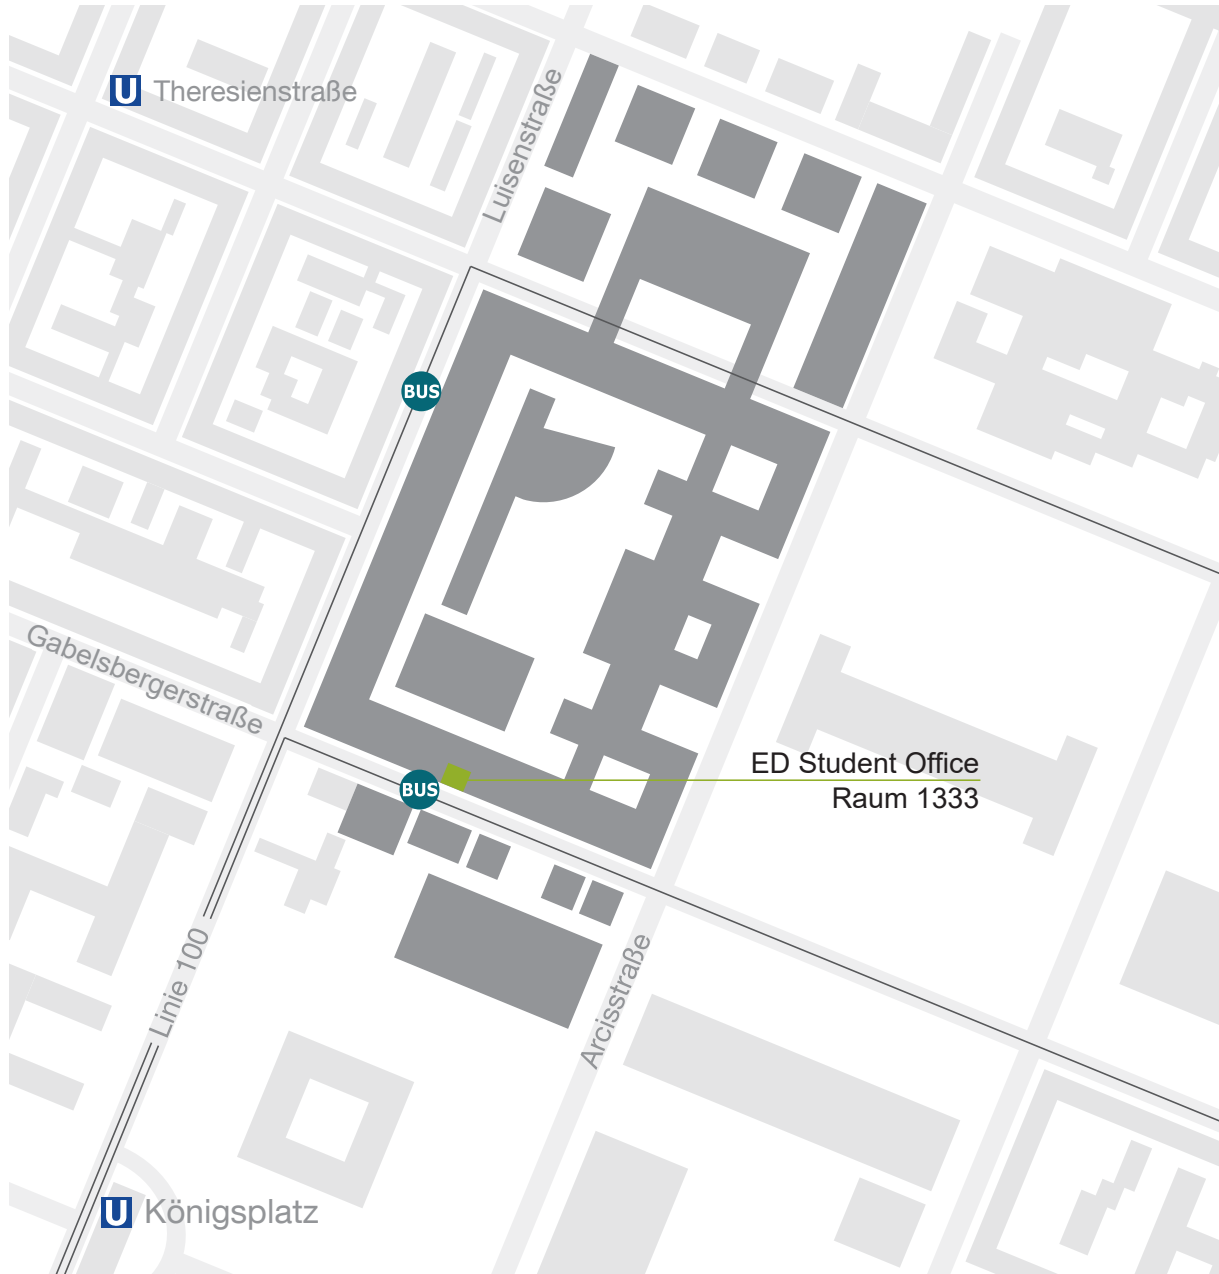 U Theresienstraße
Luisenstraße
BUS
Gabelsbergerstraße
ED Student Office
Raum 1333
BUS
Linie 100
Arcisstraße
U Königsplatz